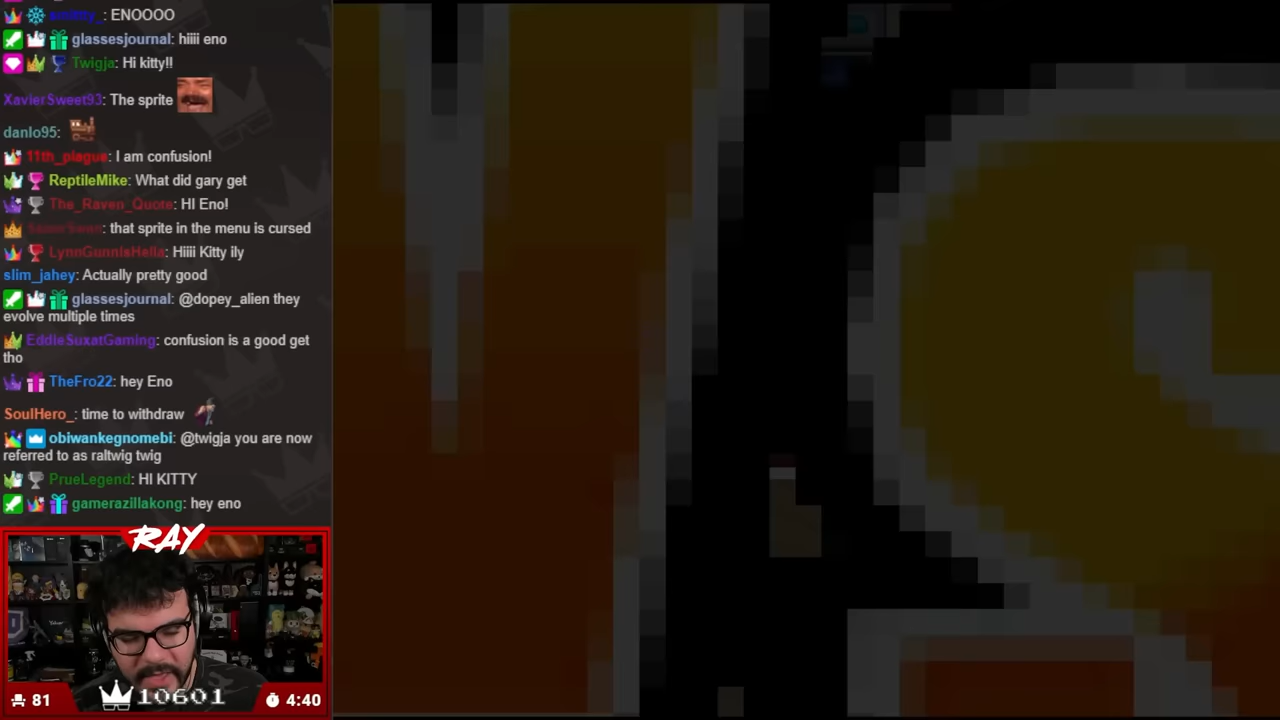 smitty_: ENOOOO
glassesjournal: hiiii eno
Twigja: Hi kitty!!
XavierSweet93: The sprite
danlo95:
11th_plague: I am confusion!
ReptileMike: What did gary get
The_Raven_Quote: HI Eno!
: that sprite in the menu is cursed
LynnGunnisHella: Hiiii Kitty ily
slim_jahey: Actually pretty good
glassesjournal: @dopey_alien they
evolve multiple times
EddieSuxatGaming: confusion is a good get
tho
TheFro22: hey Eno
SoulHero_: time to withdraw
obiwankegnomebi: @twigja you are now
referred to as raltwig twig
PrueLegend: HI KITTY
gamerazillakong: hey eno
RAY
81
10601
4:40